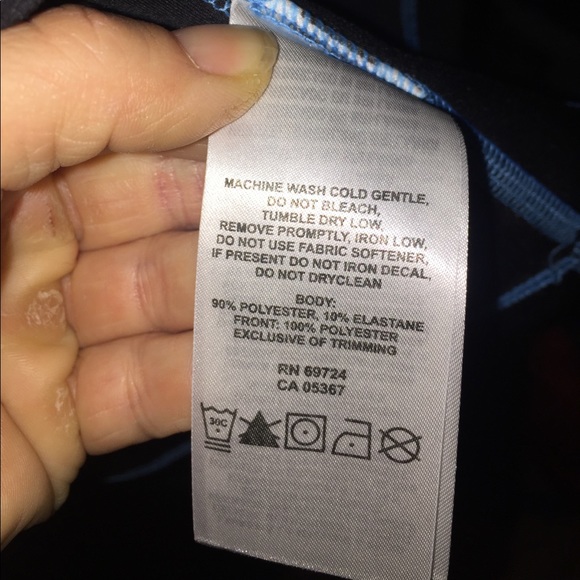 MACHINE WASH COLD GENTLE,
DO NOT BLEACH,
TUMBLE DRY LOW,
REMOVE PROMPTLY, IRON LOW,
DO NOT USE FABRIC SOFTENER,
IF PRESENT DO NOT IRON DECAL,
DO NOT DRYCLEAN
BODY:
90% POLYESTER, 10% ELASTANE
FRONT: 100% POLYESTER
EXCLUSIVE OF TRIMMING
RN 69724
CA 05367
30C